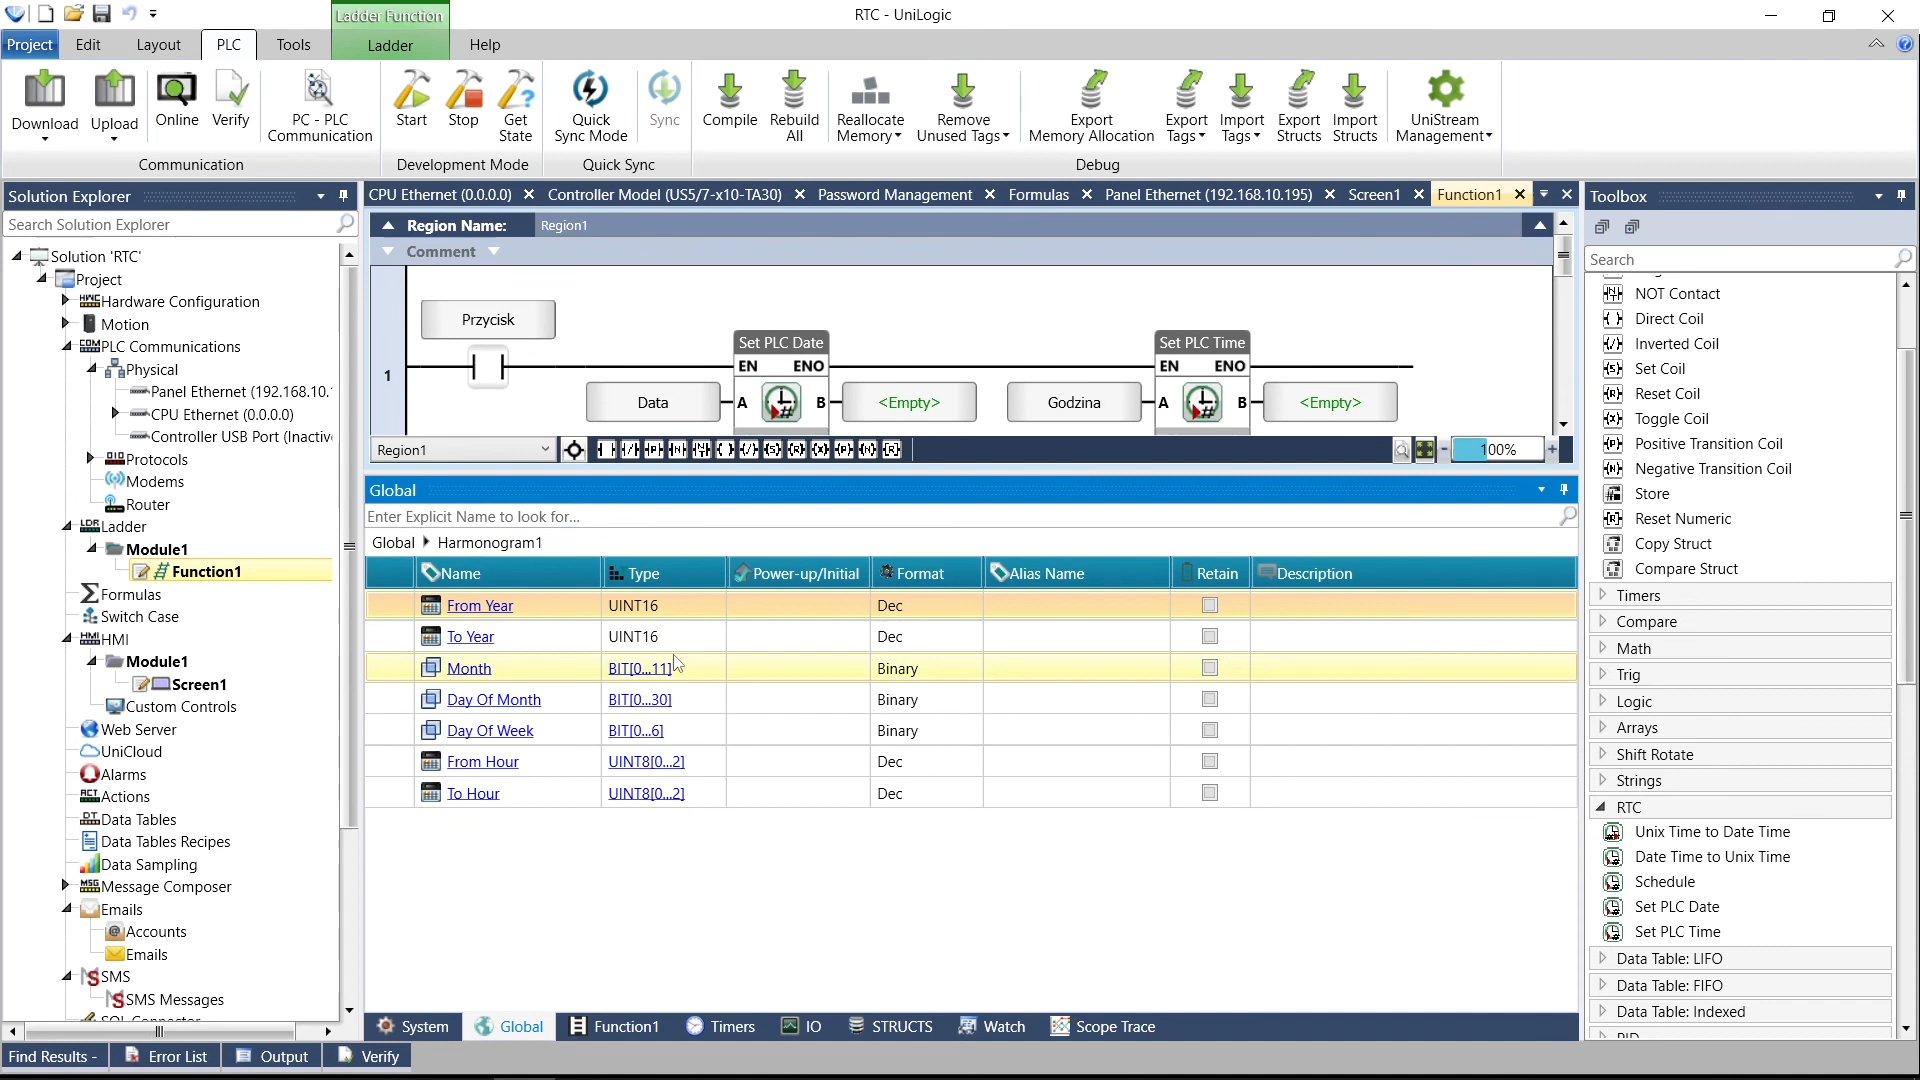 RTC - UniLogic
Ladder Function
Project Edit Layout PLC Tools Ladder Help
Download Upload Online Verify PC - PLC Communication Start Stop Get State Quick Sync Mode Sync Compile Rebuild All Reallocate Memory Remove Unused Tags Export Memory Allocation Export Tags Import Tags Export Structs Import Structs UniStream Management
Communication Development Mode Quick Sync Debug
Solution Explorer
Search Solution Explorer
Solution 'RTC'
Project
HWC Hardware Configuration
Motion
COM PLC Communications
Physical
Panel Ethernet (192.168.10.
CPU Ethernet (0.0.0.0)
Controller USB Port (Inactiv
Protocols
Modems
Router
LDR Ladder
Module1
Function1
Formulas
Switch Case
HMI HMI
Module1
Screen1
Custom Controls
Web Server
UniCloud
Alarms
ACT Actions
DT Data Tables
Data Tables Recipes
Data Sampling
MSG Message Composer
Emails
Accounts
Emails
SMS
SMS Messages
SQL Connector
CPU Ethernet (0.0.0.0) Controller Model (US5/7-x10-TA30) Password Management Formulas Panel Ethernet (192.168.10.195) Screen1 Function1
Region Name: Region1
Comment
Przycisk
Set PLC Date Set PLC Time
EN ENO EN ENO
1
Data A B <Empty> Godzina A B <Empty>
Region1 100%
Global
Enter Explicit Name to look for...
Global Harmonogram1
Name Type Power-up/Initial Format Alias Name Retain Description
From Year UINT16 Dec
To Year UINT16 Dec
Month BIT[0...11] Binary
Day Of Month BIT[0...30] Binary
Day Of Week BIT[0...6] Binary
From Hour UINT8[0...2] Dec
To Hour UINT8[0...2] Dec
System Global Function1 Timers IO STRUCTS Watch Scope Trace
Toolbox
Search
NOT Contact
Direct Coil
Inverted Coil
Set Coil
Reset Coil
Toggle Coil
Positive Transition Coil
Negative Transition Coil
Store
Reset Numeric
Copy Struct
Compare Struct
Timers
Compare
Math
Trig
Logic
Arrays
Shift Rotate
Strings
RTC
Unix Time to Date Time
Date Time to Unix Time
Schedule
Set PLC Date
Set PLC Time
Data Table: LIFO
Data Table: FIFO
Data Table: Indexed
PID
Find Results - Error List Output Verify